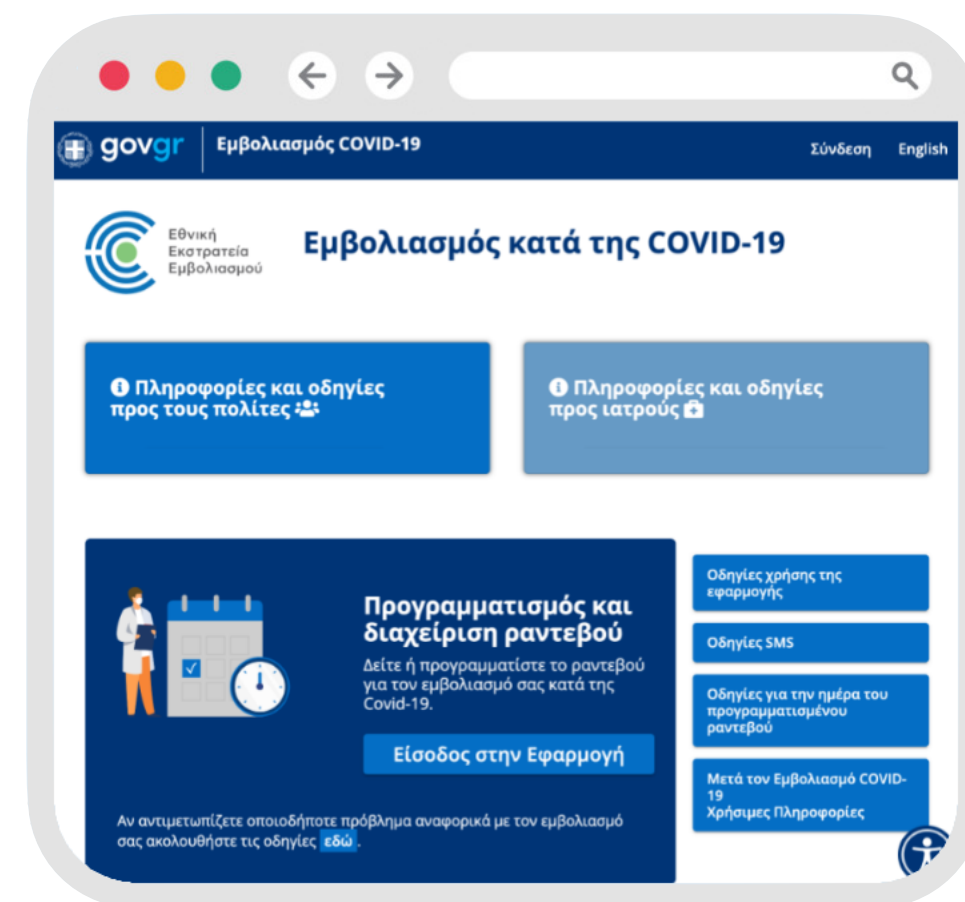 govgr
Εμβολιασμός COVID-19
Σύνδεση
English
Εθνική
Εκστρατεία
Εμβολιασμού
Εμβολιασμός κατά της COVID-19
Πληροφορίες και οδηγίες
προς τους πολίτες
Πληροφορίες και οδηγίες
προς ιατρούς
Προγραμματισμός και
διαχείριση ραντεβού
Δείτε ή προγραμματίστε το ραντεβού
για τον εμβολιασμό σας κατά της
Covid-19.
Είσοδος στην Εφαρμογή
Αν αντιμετωπίζετε οποιοδήποτε πρόβλημα αναφορικά με τον εμβολιασμό
σας ακολουθήστε τις οδηγίες εδώ .
Οδηγίες χρήσης της
εφαρμογής
Οδηγίες SMS
Οδηγίες για την ημέρα του
προγραμματισμένου
ραντεβού
Μετά τον Εμβολιασμό COVID-
19
Χρήσιμες Πληροφορίες